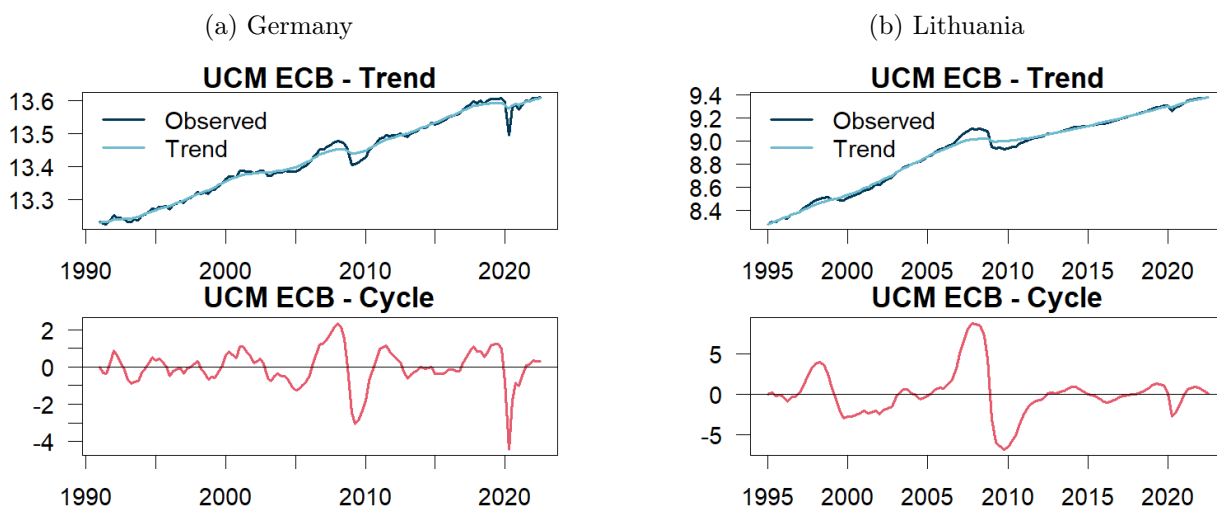 (a) Germany
UCM ECB - Trend
13.6
13.5
13.4
13.3
Observed
Trend
1990 2000 2010 2020
UCM ECB - Cycle
2
0
-2
-4
1990 2000 2010 2020
(b) Lithuania
UCM ECB - Trend
9.4
9.2
9.0
8.8
8.6
8.4
Observed
Trend
1995 2000 2005 2010 2015 2020
UCM ECB - Cycle
5
0
-5
1995 2000 2005 2010 2015 2020